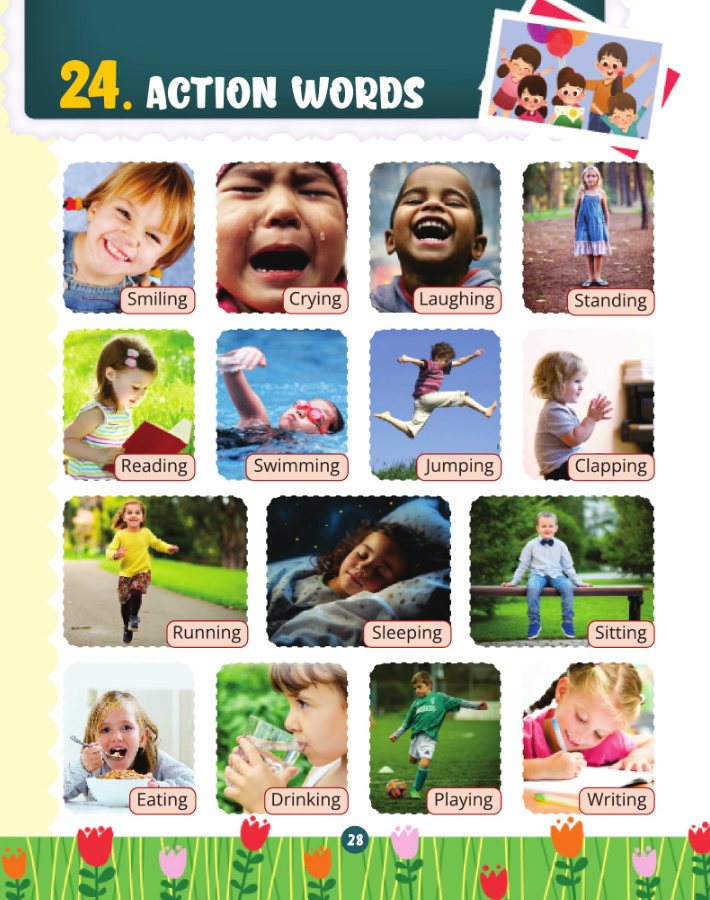 24. ACTION WORDS
Smiling
Crying
Laughing
Standing
Reading
Swimming
Jumping
Clapping
Running
Sleeping
Sitting
Eating
Drinking
Playing
Writing
28